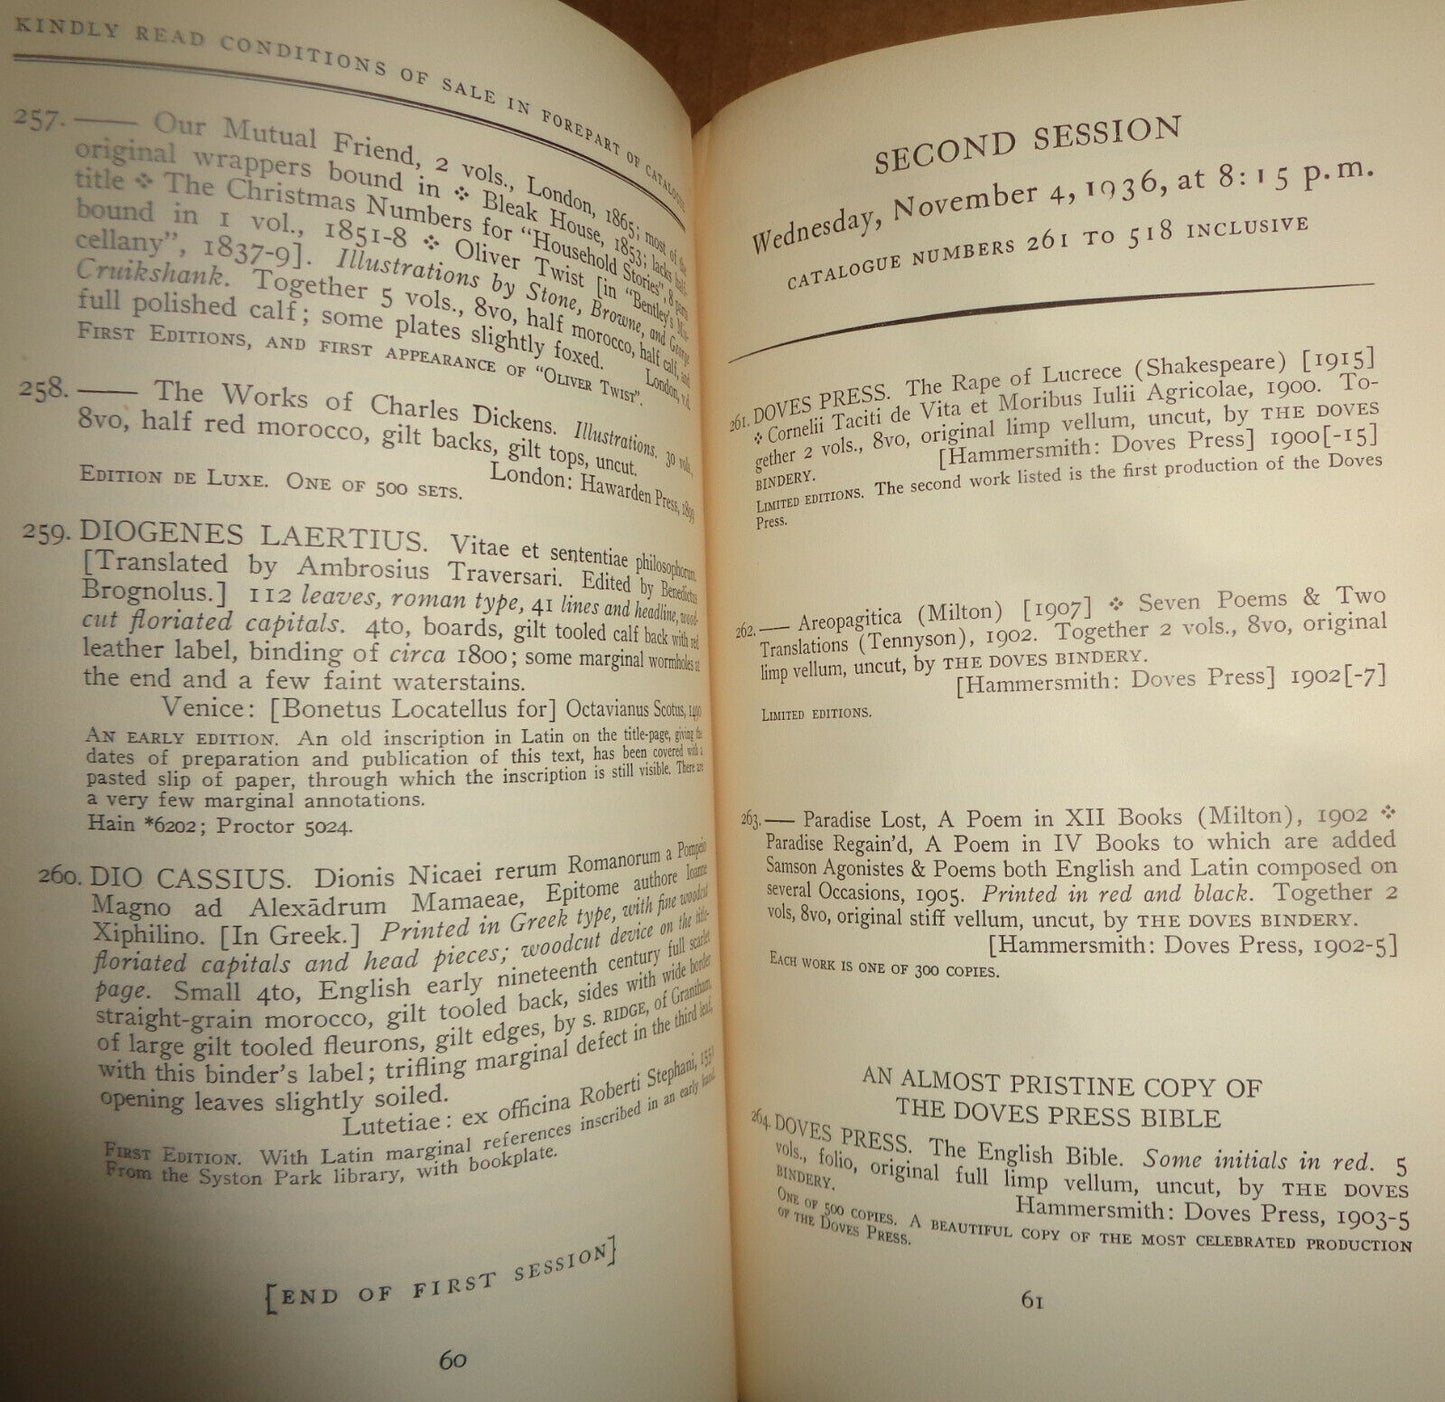 KINDLY READ CONDITIONS OF SALE IN FOREPART OF CATALOGUE
257. —— Our Mutual Friend, 2 vols., London, 1865; most of the
original wrappers bound in ❖ Bleak House, 1853; lacks half-
title ❖ The Christmas Numbers for "Household Stories", 8 parts
bound in 1 vol., 1851-8 ❖ Oliver Twist [in "Bentley's Mis-
cellany", 1837-9]. Illustrations by Stone, Browne, and George
Cruikshank. Together 5 vols., 8vo, half morocco, half calf, and
full polished calf; some plates slightly foxed. London, v.d.
First Editions, and first appearance of "Oliver Twist".
258. —— The Works of Charles Dickens. Illustrations. 30 vols.,
8vo, half red morocco, gilt backs, gilt tops, uncut.
London: Hawarden Press, 1899
Edition de Luxe. One of 500 sets.
259. DIOGENES LAERTIUS. Vitae et sententiae philosophorum.
[Translated by Ambrosius Traversari. Edited by Benedictus
Brognolus.] 112 leaves, roman type, 41 lines and headline, wood-
cut floriated capitals. 4to, boards, gilt tooled calf back with red
leather label, binding of circa 1800; some marginal wormholes at
the end and a few faint waterstains.
Venice: [Bonetus Locatellus for] Octavianus Scotus, 1490
An early edition. An old inscription in Latin on the title-page, giving the
dates of preparation and publication of this text, has been covered with a
pasted slip of paper, through which the inscription is still visible. There are
a very few marginal annotations.
Hain *6202; Proctor 5024.
260. DIO CASSIUS. Dionis Nicaei rerum Romanorum a Pompeio
Magno ad Alexādrum Mamaeae, Epitome authore Ioanne
Xiphilino. [In Greek.] Printed in Greek type, with fine woodcut
floriated capitals and head pieces; woodcut device on the title-
page. Small 4to, English early nineteenth century full scarlet
straight-grain morocco, gilt tooled back, sides with wide border
of large gilt tooled fleurons, gilt edges, by s. ridge, of Grantham,
with this binder's label; trifling marginal defect in the third leaf,
opening leaves slightly soiled.
Lutetiae: ex officina Roberti Stephani, 1551
First Edition. With Latin marginal references inscribed in an early hand.
From the Syston Park library, with bookplate.
[END OF FIRST SESSION]
60
SECOND SESSION
Wednesday, November 4, 1936, at 8:15 p.m.
CATALOGUE NUMBERS 261 TO 518 INCLUSIVE
261. DOVES PRESS. The Rape of Lucrece (Shakespeare) [1915]
❖ Cornelii Taciti de Vita et Moribus Iulii Agricolae, 1900. To-
gether 2 vols., 8vo, original limp vellum, uncut, by THE DOVES
BINDERY. [Hammersmith: Doves Press] 1900[-15]
Limited editions. The second work listed is the first production of the Doves
Press.
262. —— Areopagitica (Milton) [1907] ❖ Seven Poems & Two
Translations (Tennyson), 1902. Together 2 vols., 8vo, original
limp vellum, uncut, by THE DOVES BINDERY.
[Hammersmith: Doves Press] 1902[-7]
Limited editions.
263. —— Paradise Lost, A Poem in XII Books (Milton), 1902 ❖
Paradise Regain'd, A Poem in IV Books to which are added
Samson Agonistes & Poems both English and Latin composed on
several Occasions, 1905. Printed in red and black. Together 2
vols, 8vo, original stiff vellum, uncut, by THE DOVES BINDERY.
[Hammersmith: Doves Press, 1902-5]
Each work is one of 300 copies.
AN ALMOST PRISTINE COPY OF
THE DOVES PRESS BIBLE
264. DOVES PRESS. The English Bible. Some initials in red. 5
vols., folio, original full limp vellum, uncut, by THE DOVES
BINDERY. Hammersmith: Doves Press, 1903-5
One of 500 copies. A beautiful copy of the most celebrated production
of the Doves Press.
61